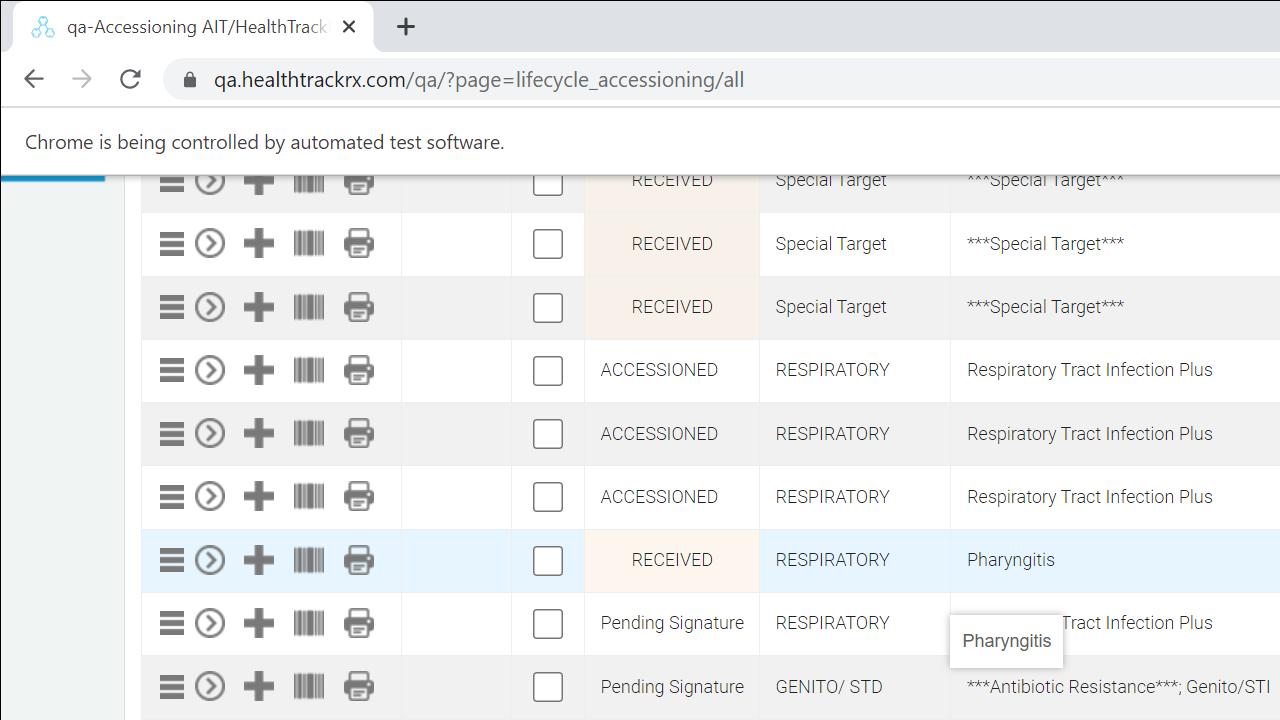 qa-Accessioning AIT/HealthTrack
qa.healthtrackrx.com/qa/?page=lifecycle_accessioning/all
Chrome is being controlled by automated test software.
RECEIVED Special Target ***Special Target***
RECEIVED Special Target ***Special Target***
RECEIVED Special Target ***Special Target***
ACCESSIONED RESPIRATORY Respiratory Tract Infection Plus
ACCESSIONED RESPIRATORY Respiratory Tract Infection Plus
ACCESSIONED RESPIRATORY Respiratory Tract Infection Plus
RECEIVED RESPIRATORY Pharyngitis
Pending Signature RESPIRATORY Tract Infection Plus
Pharyngitis
Pending Signature GENITO/ STD ***Antibiotic Resistance***; Genito/STI